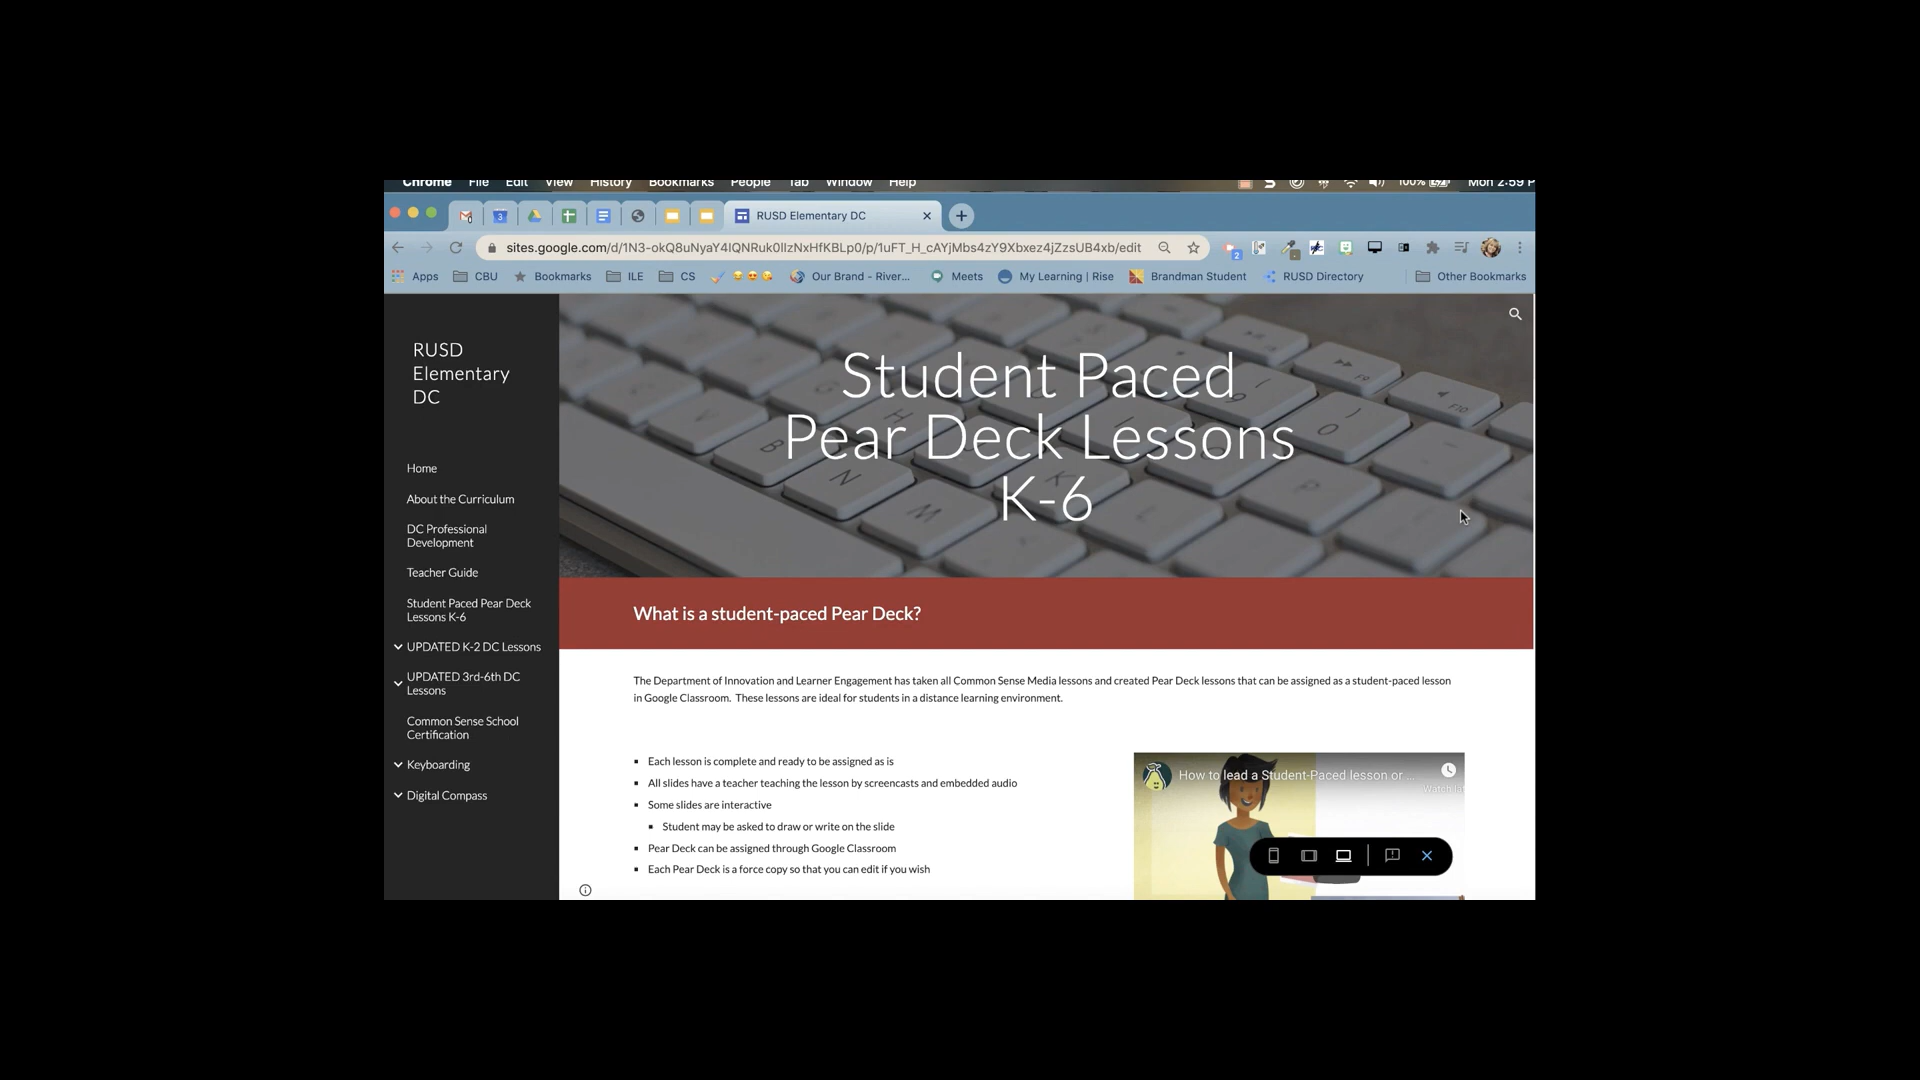 Chrome File Edit View History Bookmarks People Tab Window Help 100% Mon 2:59 P
3 RUSD Elementary DC
sites.google.com/d/1N3-okQ8uNyaY4lQNRuk0lIzNxHfKBLp0/p/1uFT_H_cAYjMbs4zY9Xbxez4jZzsUB4xb/edit 2
Apps CBU Bookmarks ILE CS Our Brand - River... Meets My Learning | Rise Brandman Student RUSD Directory Other Bookmarks
RUSD
Elementary
DC
Home
About the Curriculum
DC Professional
Development
Teacher Guide
Student Paced Pear Deck
Lessons K-6
UPDATED K-2 DC Lessons
UPDATED 3rd-6th DC
Lessons
Common Sense School
Certification
Keyboarding
Digital Compass
Student Paced
Pear Deck Lessons
K-6
What is a student-paced Pear Deck?
The Department of Innovation and Learner Engagement has taken all Common Sense Media lessons and created Pear Deck lessons that can be assigned as a student-paced lesson
in Google Classroom. These lessons are ideal for students in a distance learning environment.
Each lesson is complete and ready to be assigned as is
All slides have a teacher teaching the lesson by screencasts and embedded audio
Some slides are interactive
Student may be asked to draw or write on the slide
Pear Deck can be assigned through Google Classroom
Each Pear Deck is a force copy so that you can edit if you wish
How to lead a Student-Paced lesson or ...
Watch lat